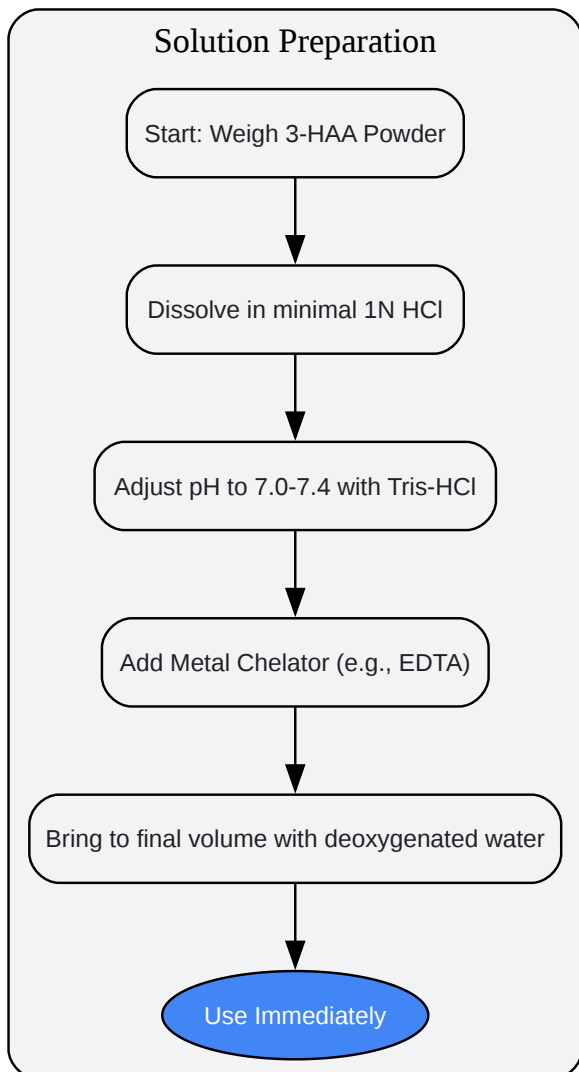 Solution Preparation
Start: Weigh 3-HAA Powder
Dissolve in minimal 1N HCl
Adjust pH to 7.0-7.4 with Tris-HCl
Add Metal Chelator (e.g., EDTA)
Bring to final volume with deoxygenated water
Use Immediately